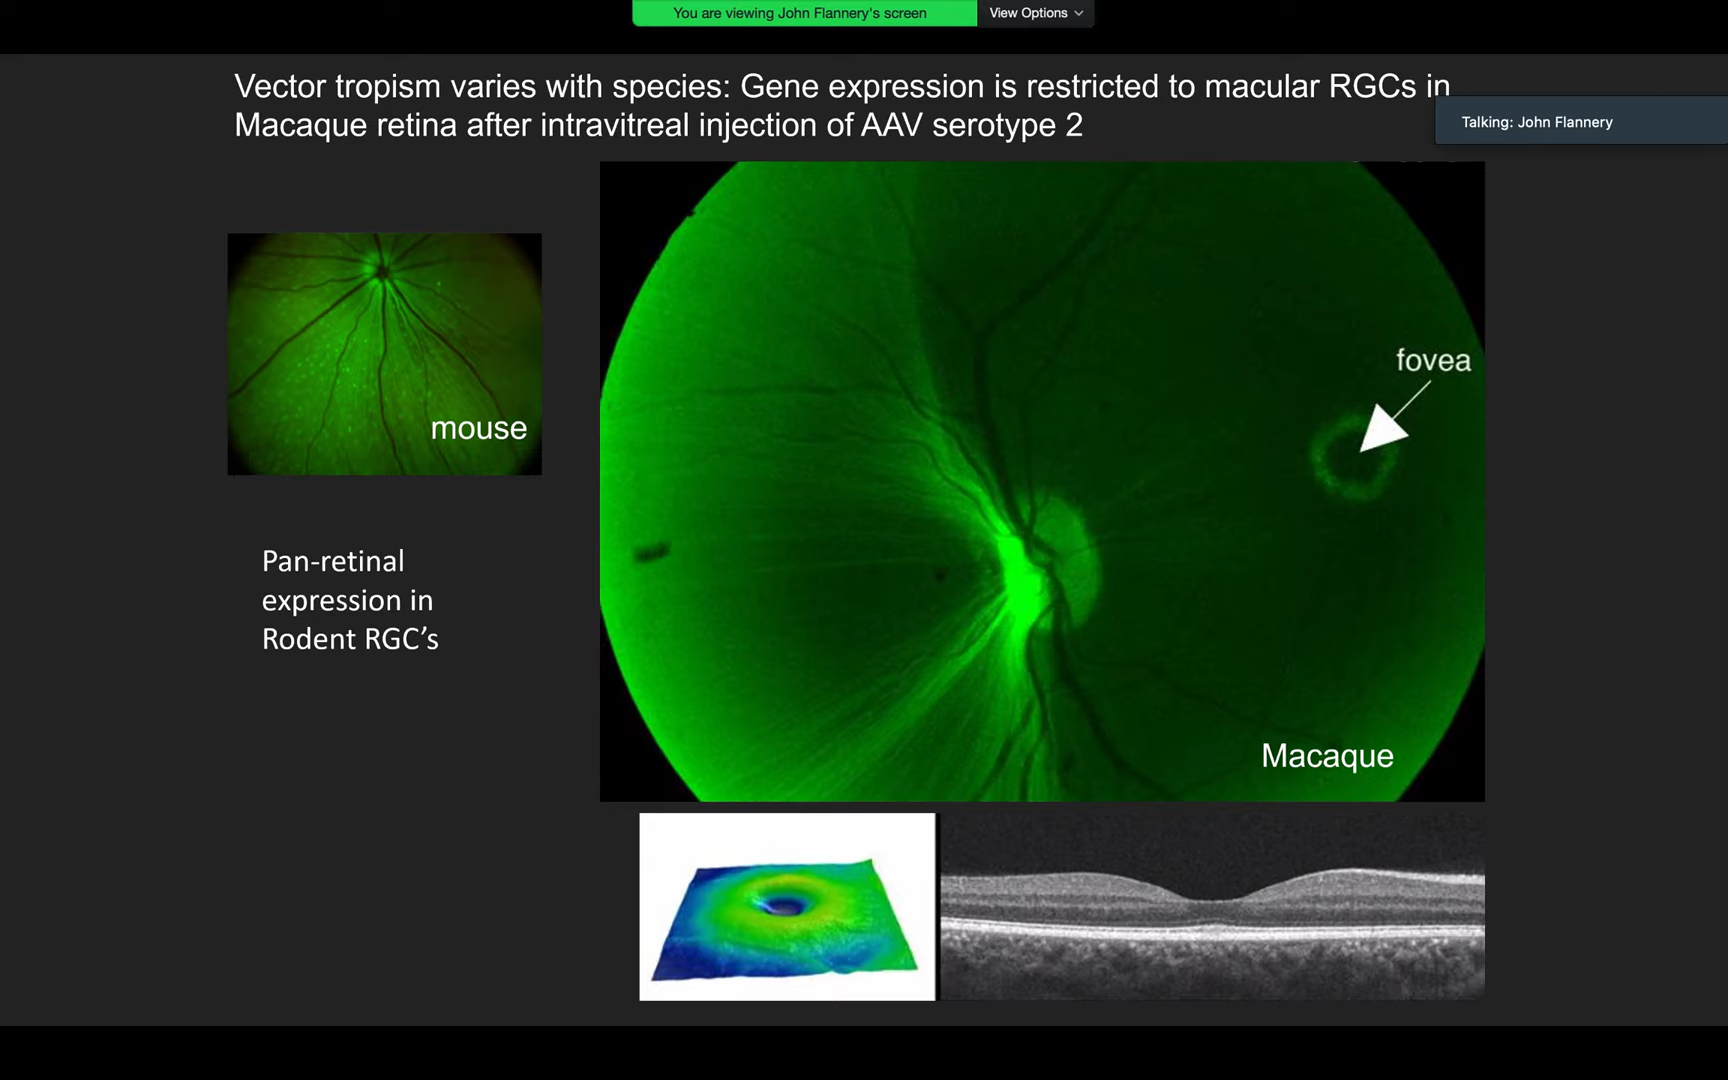 You are viewing John Flannery's screen
View Options
Vector tropism varies with species: Gene expression is restricted to macular RGCs in
Macaque retina after intravitreal injection of AAV serotype 2
Talking: John Flannery
fovea
mouse
Pan-retinal
expression in
Rodent RGC’s
Macaque